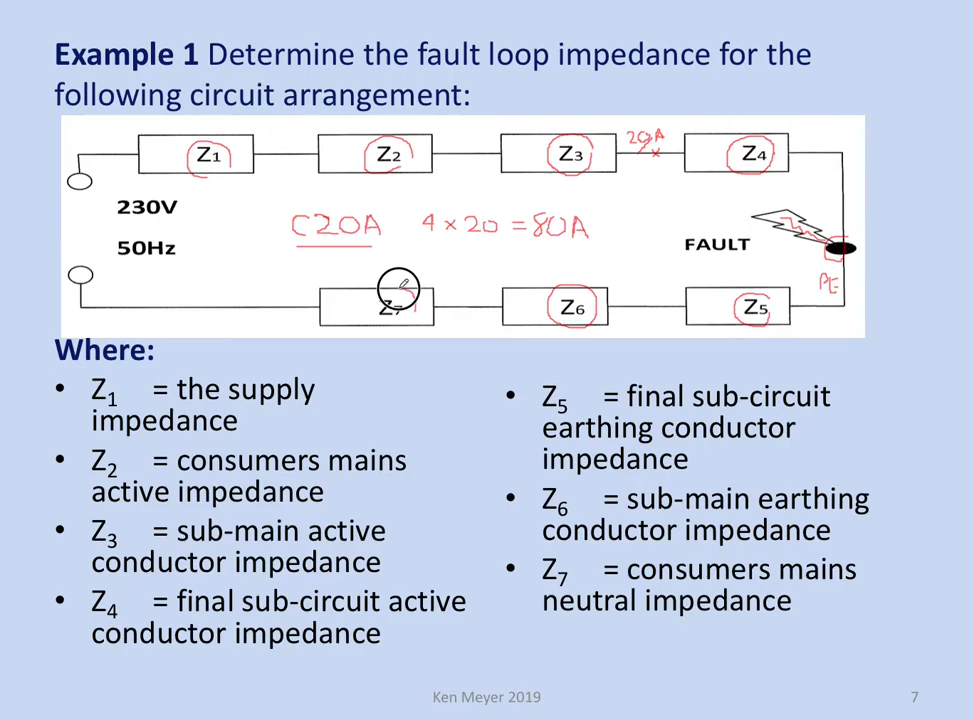 Example 1 Determine the fault loop impedance for the
following circuit arrangement:
Z1 Z2 Z3 20A Z4
230V
50Hz
C20A 4 × 20 = 80A
FAULT
PE
Z7 Z6 Z5
Where:
• Z1 = the supply
impedance
• Z2 = consumers mains
active impedance
• Z3 = sub-main active
conductor impedance
• Z4 = final sub-circuit active
conductor impedance
• Z5 = final sub-circuit
earthing conductor
impedance
• Z6 = sub-main earthing
conductor impedance
• Z7 = consumers mains
neutral impedance
Ken Meyer 2019
7